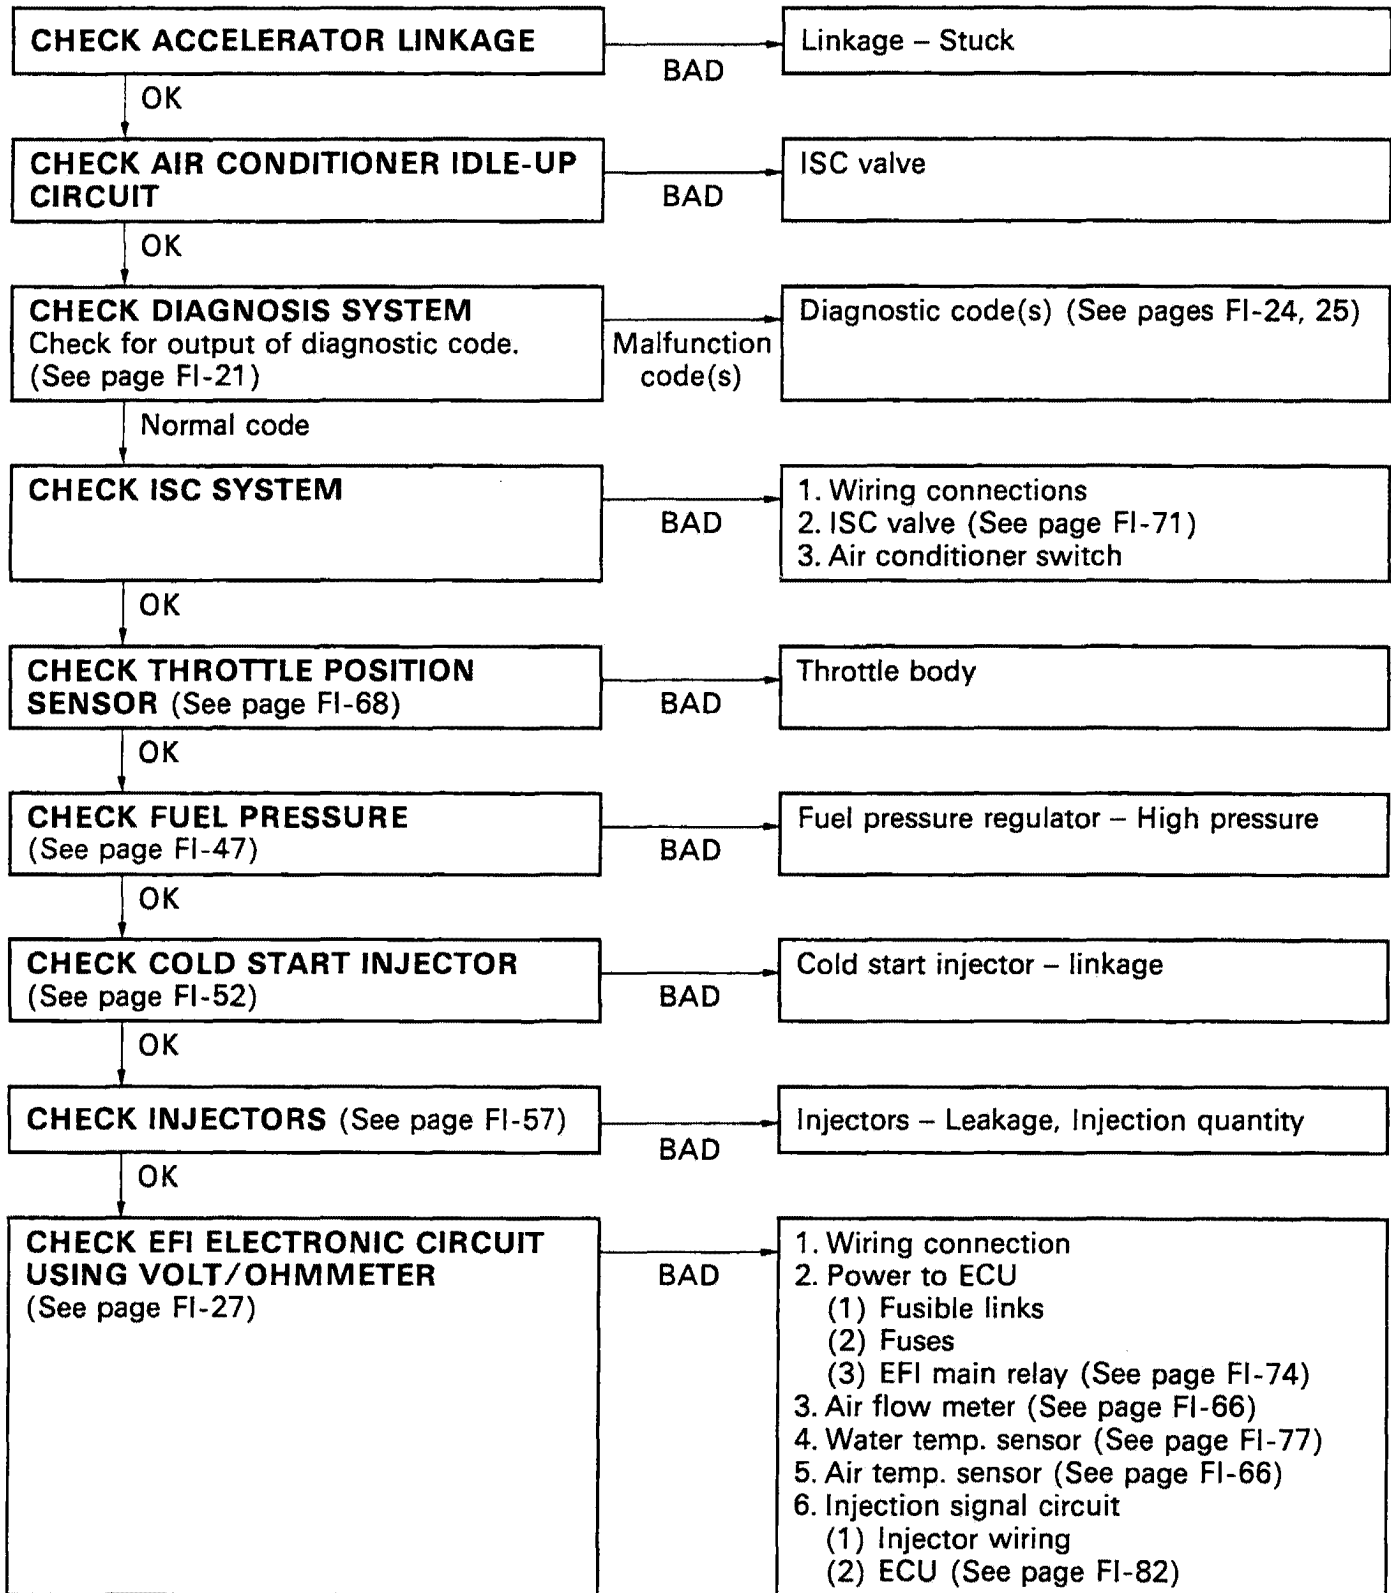 CHECK ACCELERATOR LINKAGE
BAD
Linkage – Stuck
OK
CHECK AIR CONDITIONER IDLE-UP
CIRCUIT
BAD
ISC valve
OK
CHECK DIAGNOSIS SYSTEM
Check for output of diagnostic code.
(See page FI-21)
Malfunction
code(s)
Diagnostic code(s) (See pages FI-24, 25)
Normal code
CHECK ISC SYSTEM
BAD
1. Wiring connections
2. ISC valve (See page FI-71)
3. Air conditioner switch
OK
CHECK THROTTLE POSITION
SENSOR (See page FI-68)
BAD
Throttle body
OK
CHECK FUEL PRESSURE
(See page FI-47)
BAD
Fuel pressure regulator – High pressure
OK
CHECK COLD START INJECTOR
(See page FI-52)
BAD
Cold start injector – linkage
OK
CHECK INJECTORS (See page FI-57)
BAD
Injectors – Leakage, Injection quantity
OK
CHECK EFI ELECTRONIC CIRCUIT
USING VOLT/OHMMETER
(See page FI-27)
BAD
1. Wiring connection
2. Power to ECU
(1) Fusible links
(2) Fuses
(3) EFI main relay (See page FI-74)
3. Air flow meter (See page FI-66)
4. Water temp. sensor (See page FI-77)
5. Air temp. sensor (See page FI-66)
6. Injection signal circuit
(1) Injector wiring
(2) ECU (See page FI-82)